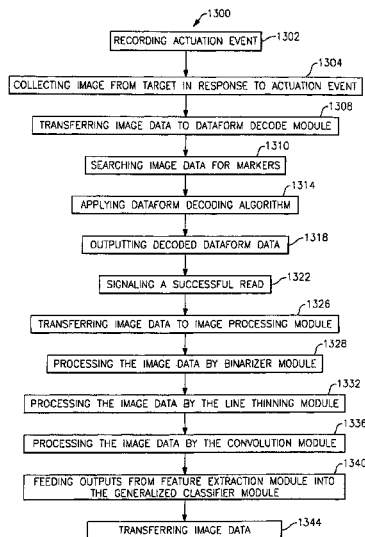 1300
RECORDING ACTUATION EVENT
1302
1304
COLLECTING IMAGE FROM TARGET IN RESPONSE TO ACTUATION EVENT
1308
TRANSFERRING IMAGE DATA TO DATAFORM DECODE MODULE
1310
SEARCHING IMAGE DATA FOR MARKERS
1314
APPLYING DATAFORM DECODING ALGORITHM
1318
OUTPUTTING DECODED DATAFORM DATA
1322
SIGNALING A SUCCESSFUL READ
1326
TRANSFERRING IMAGE DATA TO IMAGE PROCESSING MODULE
1328
PROCESSING THE IMAGE DATA BY BINARIZER MODULE
1332
PROCESSING THE IMAGE DATA BY THE LINE THINNING MODULE
1336
PROCESSING THE IMAGE DATA BY THE CONVOLUTION MODULE
1340
FEEDING OUTPUTS FROM FEATURE EXTRACTION MODULE INTO
THE GENERALIZED CLASSIFIER MODULE
1344
TRANSFERRING IMAGE DATA